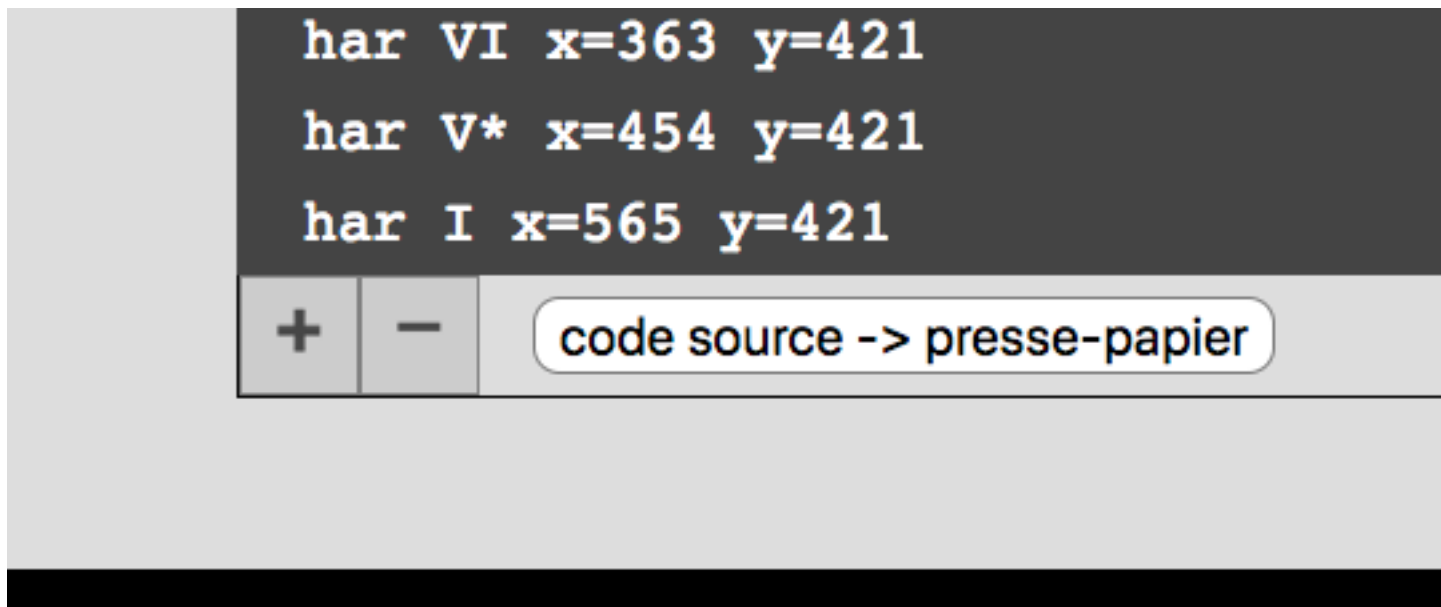 har VI x=363 y=421
har V* x=454 y=421
har I x=565 y=421
+ − code source -> presse-papier